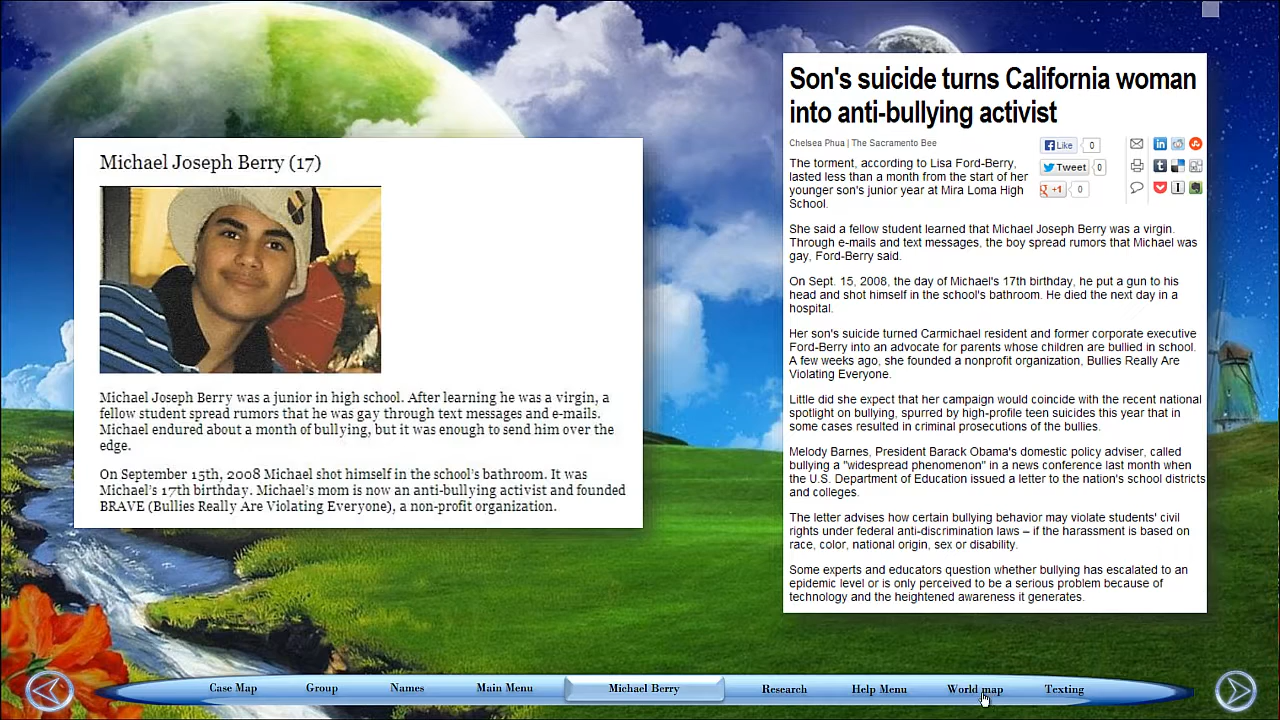 Michael Joseph Berry (17)
Michael Joseph Berry was a junior in high school. After learning he was a virgin, a
fellow student spread rumors that he was gay through text messages and e-mails.
Michael endured about a month of bullying, but it was enough to send him over the
edge.
On September 15th, 2008 Michael shot himself in the school's bathroom. It was
Michael's 17th birthday. Michael's mom is now an anti-bullying activist and founded
BRAVE (Bullies Really Are Violating Everyone), a non-profit organization.
Son's suicide turns California woman
into anti-bullying activist
Chelsea Phua | The Sacramento Bee
Like 0
Tweet 0
+1 0
The torment, according to Lisa Ford-Berry,
lasted less than a month from the start of her
younger son's junior year at Mira Loma High
School.
She said a fellow student learned that Michael Joseph Berry was a virgin.
Through e-mails and text messages, the boy spread rumors that Michael was
gay, Ford-Berry said.
On Sept. 15, 2008, the day of Michael's 17th birthday, he put a gun to his
head and shot himself in the school's bathroom. He died the next day in a
hospital.
Her son's suicide turned Carmichael resident and former corporate executive
Ford-Berry into an advocate for parents whose children are bullied in school.
A few weeks ago, she founded a nonprofit organization, Bullies Really Are
Violating Everyone.
Little did she expect that her campaign would coincide with the recent national
spotlight on bullying, spurred by high-profile teen suicides this year that in
some cases resulted in criminal prosecutions of the bullies.
Melody Barnes, President Barack Obama's domestic policy adviser, called
bullying a "widespread phenomenon" in a news conference last month when
the U.S. Department of Education issued a letter to the nation's school districts
and colleges.
The letter advises how certain bullying behavior may violate students' civil
rights under federal anti-discrimination laws – if the harassment is based on
race, color, national origin, sex or disability.
Some experts and educators question whether bullying has escalated to an
epidemic level or is only perceived to be a serious problem because of
technology and the heightened awareness it generates.
Case Map Group Names Main Menu Michael Berry Research Help Menu World map Texting